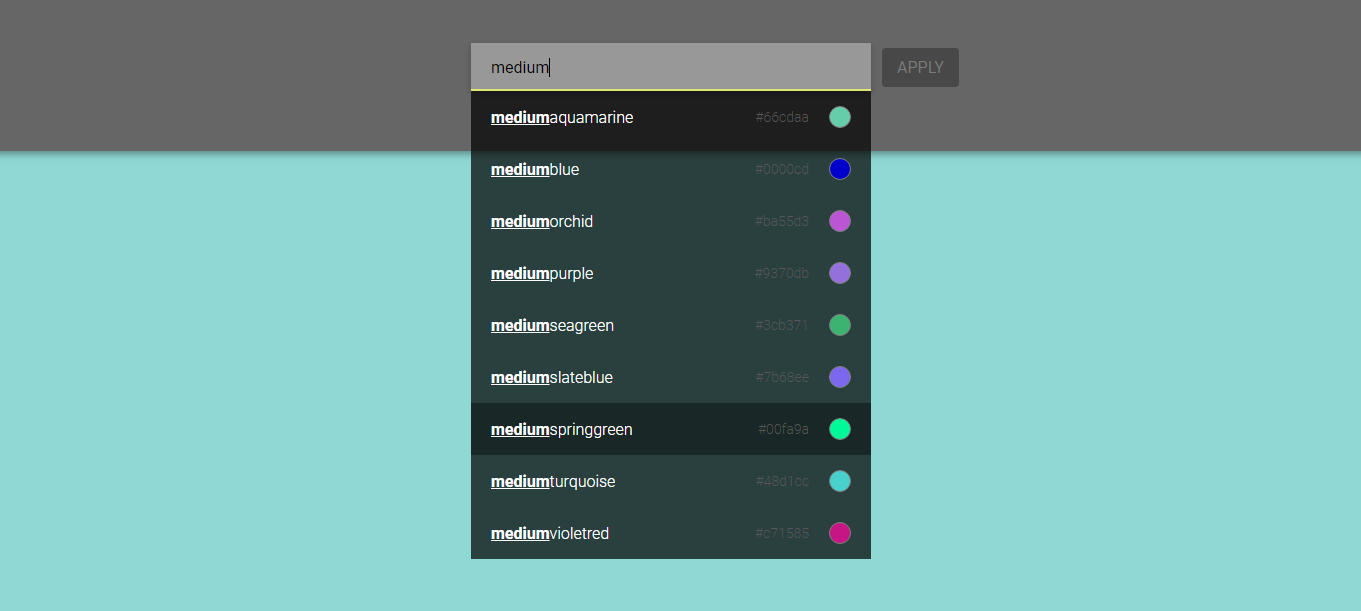 medium
APPLY
mediumaquamarine #66cdaa
mediumblue #0000cd
mediumorchid #ba55d3
mediumpurple #9370db
mediumseagreen #3cb371
mediumslateblue #7b68ee
mediumspringgreen #00fa9a
mediumturquoise #48d1cc
mediumvioletred #c71585